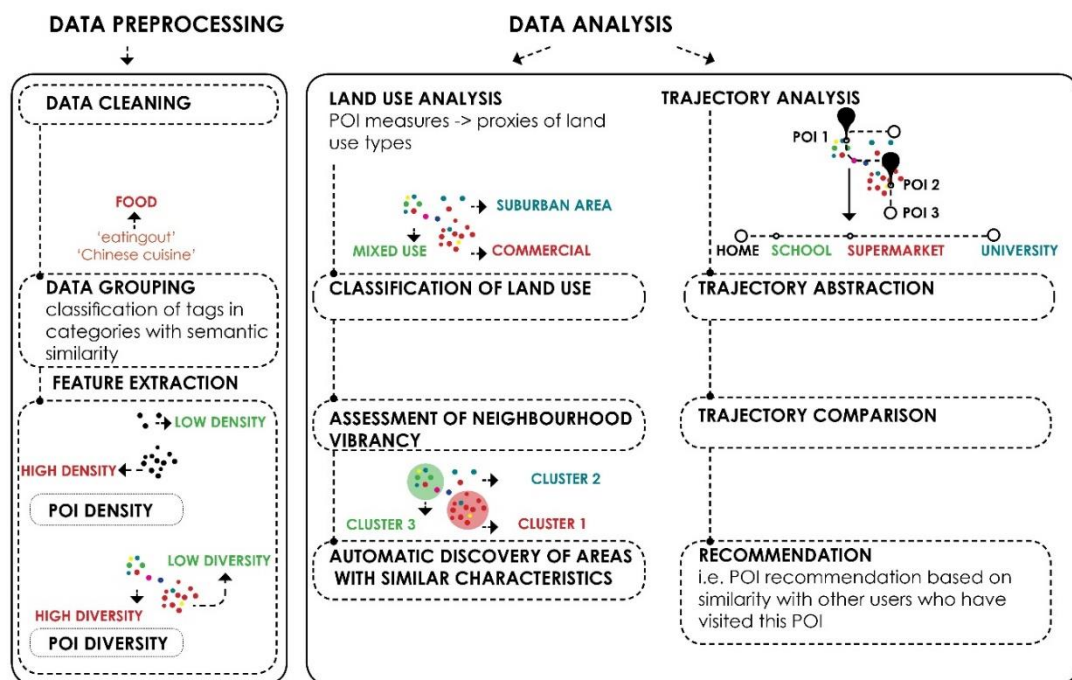 DATA PREPROCESSING
DATA CLEANING
FOOD
'eatingout'
'Chinese cuisine'
DATA GROUPING
classification of tags in
categories with semantic
similarity
FEATURE EXTRACTION
LOW DENSITY
HIGH DENSITY
POI DENSITY
LOW DIVERSITY
HIGH DIVERSITY
POI DIVERSITY
DATA ANALYSIS
LAND USE ANALYSIS
POI measures -> proxies of land
use types
SUBURBAN AREA
MIXED USE
COMMERCIAL
CLASSIFICATION OF LAND USE
ASSESSMENT OF NEIGHBOURHOOD
VIBRANCY
CLUSTER 2
CLUSTER 3
CLUSTER 1
AUTOMATIC DISCOVERY OF AREAS
WITH SIMILAR CHARACTERISTICS
TRAJECTORY ANALYSIS
POI 1
POI 2
POI 3
HOME SCHOOL SUPERMARKET UNIVERSITY
TRAJECTORY ABSTRACTION
TRAJECTORY COMPARISON
RECOMMENDATION
i.e. POI recommendation based on
similarity with other users who have
visited this POI